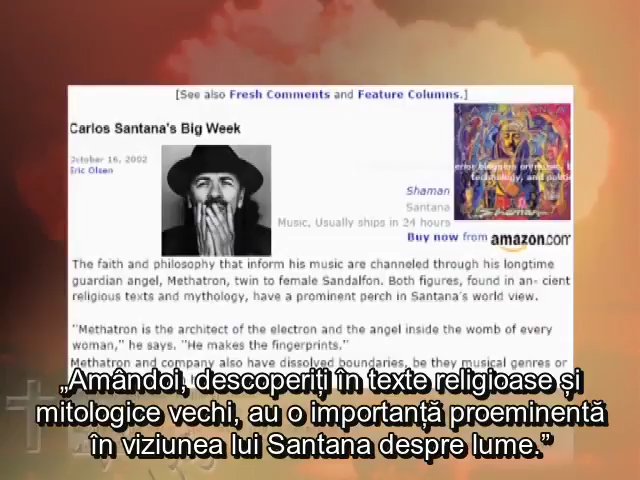 [See also Fresh Comments and Feature Columns.]
Carlos Santana's Big Week
October 16, 2002
Eric Olsen
Shaman
Santana
Music, Usually ships in 24 hours
Buy now from amazon.com
The faith and philosophy that inform his music are channeled through his longtime
guardian angel, Methatron, twin to female Sandalfon. Both figures, found in an- cient
religious texts and mythology, have a prominent perch in Santana's world view.
"Methatron is the architect of the electron and the angel inside the womb of every
woman," he says. "He makes the fingerprints."
Methatron and company also have dissolved boundaries, be they musical genres or
„Amândoi, descoperiți în texte religioase și
mitologice vechi, au o importanță proeminentă
în viziunea lui Santana despre lume.”